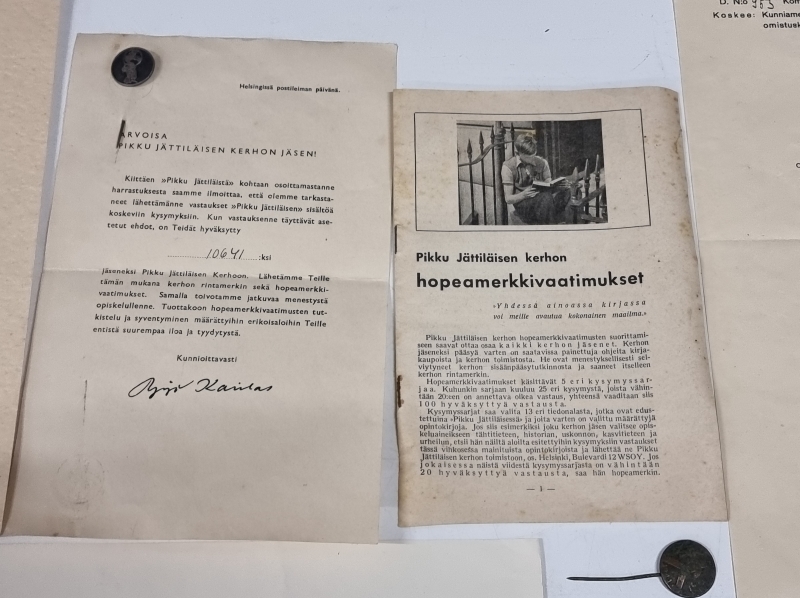 Helsingissä postileiman päivänä.
ARVOISA
PIKKU JÄTTILÄISEN KERHON JÄSEN!
Kiittäen »Pikku Jättiläistä» kohtaan osoittamastanne
harrastuksesta saamme ilmoittaa, että olemme tarkasta-
neet lähettämänne vastaukset »Pikku Jättiläisen» sisältöä
koskeviin kysymyksiin. Kun vastauksenne täyttävät ase-
tetut ehdot, on Teidät hyväksytty
10641 :ksi
jäseneksi Pikku Jättiläisen Kerhoon. Lähetämme Teille
tämän mukana kerhon rintamerkin sekä hopeamerkki-
vaatimukset. Samalla toivotamme jatkuvaa menestystä
opiskelullenne. Tuottakoon hopeamerkkivaatimusten tut-
kistelu ja syventyminen määrättyihin erikoisaloihin Teille
entistä suurempaa iloa ja tyydytystä.
Kunnioittavasti
Pikku Jättiläisen kerhon
hopeamerkkivaatimukset
»Yhdessä ainoassa kirjassa
voi meille avautua kokonainen maailma.»
Pikku Jättiläisen kerhon hopeamerkkivaatimusten suorittami-
seen saavat ottaa osaa kaikki kerhon jäsenet. Kerhon
jäseneksi pääsyä varten on saatavissa painettuja ohjeita kirja-
kaupoista ja kerhon toimistosta. He ovat menestyksellisesti sel-
viytyneet kerhon sisäänpääsytutkinnosta ja saaneet itselleen
kerhon rintamerkin.
Hopeamerkkivaatimukset käsittävät 5 eri kysymyssar-
jaa. Kuhunkin sarjaan kuuluu 25 eri kysymystä, joista vähin-
tään 20:een on annettava oikea vastaus, yhteensä vaaditaan siis
100 hyväksyttyä vastausta.
Kysymyssarjat saa valita 13 eri tiedonalasta, jotka ovat edus-
tettuina »Pikku Jättiläisessä» ja joita varten on valittu määrättyjä
opintokirjoja. Jos siis esimerkiksi joku kerhon jäsen valitsee opis-
keluaineikseen tähtitieteen, historian, uskonnon, kasvitieteen ja
urheilun, etsii hän näiltä aloilta esitettyihin kysymyksiin vastaukset
tässä vihkosessa mainituista opintokirjoista ja lähettää ne Pikku
Jättiläisen kerhon toimistoon, os. Helsinki, Bulevardi 12 WSOY. Jos
jokaisessa näistä viidestä kysymyssarjasta on vähintään
20 hyväksyttyä vastausta, saa hän hopeamerkin.
— 1 —
D. N:o 953
Koskee: Kunniame
omistusk